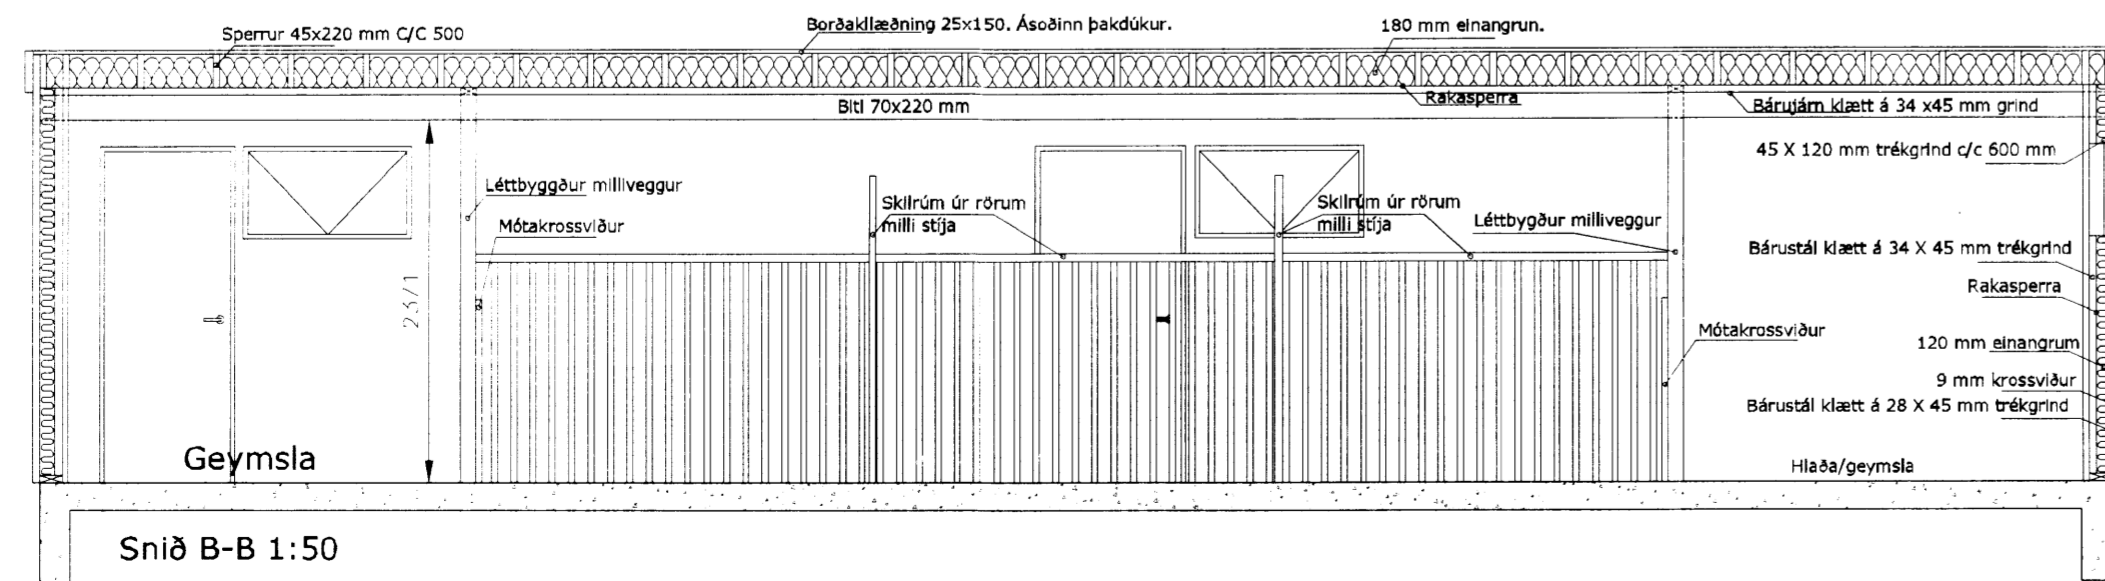 Sperrur 45x220 mm C/C 500
Borðaklæðning 25x150. Ásoðinn þakdúkur.
180 mm einangrun.
Rakasperra
Biti 70x220 mm
Bárujárn klætt á 34 x45 mm grind
45 X 120 mm trékgrind c/c 600 mm
Léttbyggður milliveggur
Mótakrossviður
Skilrúm úr rörum
milli stíja
Skilrúm úr rörum
milli stíja
Léttbygður milliveggur
Bárustál klætt á 34 X 45 mm trékgrind
Rakasperra
2371
Mótakrossviður
120 mm einangrum
9 mm krossviður
Bárustál klætt á 28 X 45 mm trékgrind
Geymsla
Hlaða/geymsla
Snið B-B 1:50